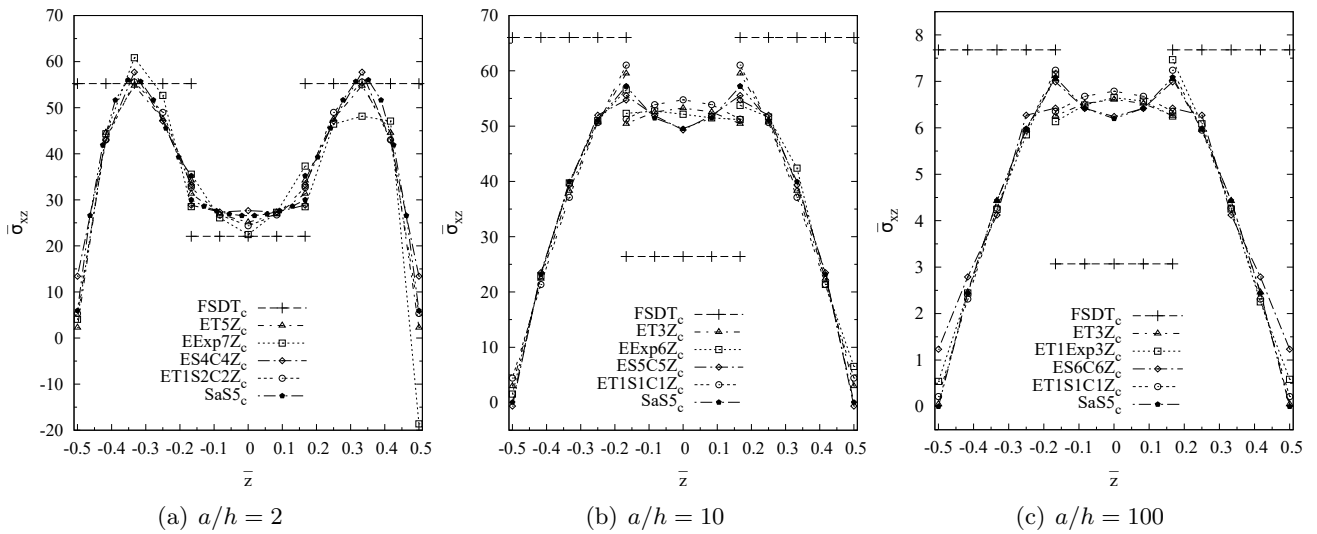 70
60
50
40
30
20
10
0
-10
-20
σ̄xz
-0.5 -0.4 -0.3 -0.2 -0.1 0 0.1 0.2 0.3 0.4 0.5
z̄
FSDTc
ET5Zc
EExp7Zc
ES4C4Zc
ET1S2C2Zc
SaS5c
(a) a/h = 2
70
60
50
40
30
20
10
0
σ̄xz
-0.5 -0.4 -0.3 -0.2 -0.1 0 0.1 0.2 0.3 0.4 0.5
z̄
FSDTc
ET3Zc
EExp6Zc
ES5C5Zc
ET1S1C1Zc
SaS5c
(b) a/h = 10
8
7
6
5
4
3
2
1
0
σ̄xz
-0.5 -0.4 -0.3 -0.2 -0.1 0 0.1 0.2 0.3 0.4 0.5
z̄
FSDTc
ET3Zc
ET1Exp3Zc
ES6C6Zc
ET1S1C1Zc
SaS5c
(c) a/h = 100